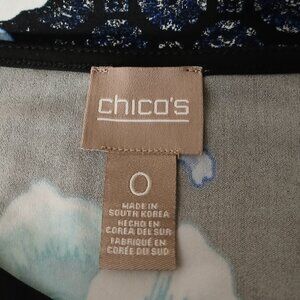 chico's
0
MADE IN
SOUTH KOREA
HECHO EN
COREA DEL SUR
FABRIQUÉ EN
CORÉE DU SUD